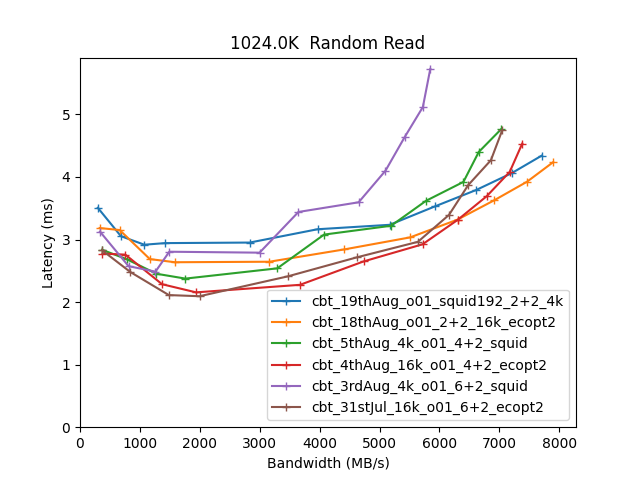 1024.0K  Random Read
Latency (ms)
5
4
3
2
1
0
0 1000 2000 3000 4000 5000 6000 7000 8000
Bandwidth (MB/s)
cbt_19thAug_o01_squid192_2+2_4k
cbt_18thAug_o01_2+2_16k_ecopt2
cbt_5thAug_4k_o01_4+2_squid
cbt_4thAug_16k_o01_4+2_ecopt2
cbt_3rdAug_4k_o01_6+2_squid
cbt_31stJul_16k_o01_6+2_ecopt2